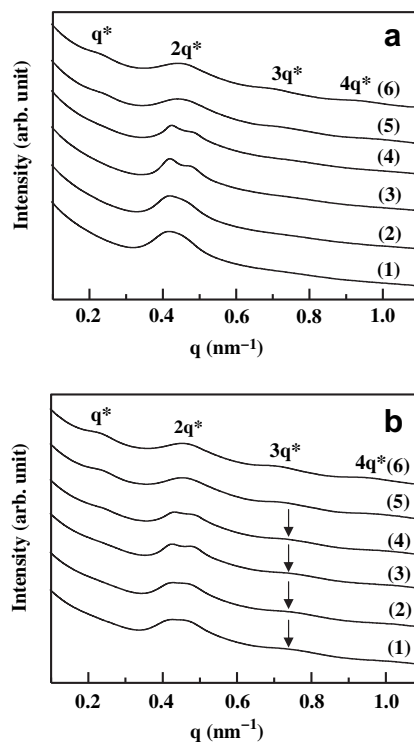 a
q*
2q*
3q*
4q*
(6)
(5)
(4)
(3)
(2)
(1)
Intensity (arb. unit)
0.2 0.4 0.6 0.8 1.0
q (nm⁻¹)
b
q*
2q*
3q*
4q*(6)
(5)
(4)
(3)
(2)
(1)
Intensity (arb. unit)
0.2 0.4 0.6 0.8 1.0
q (nm⁻¹)